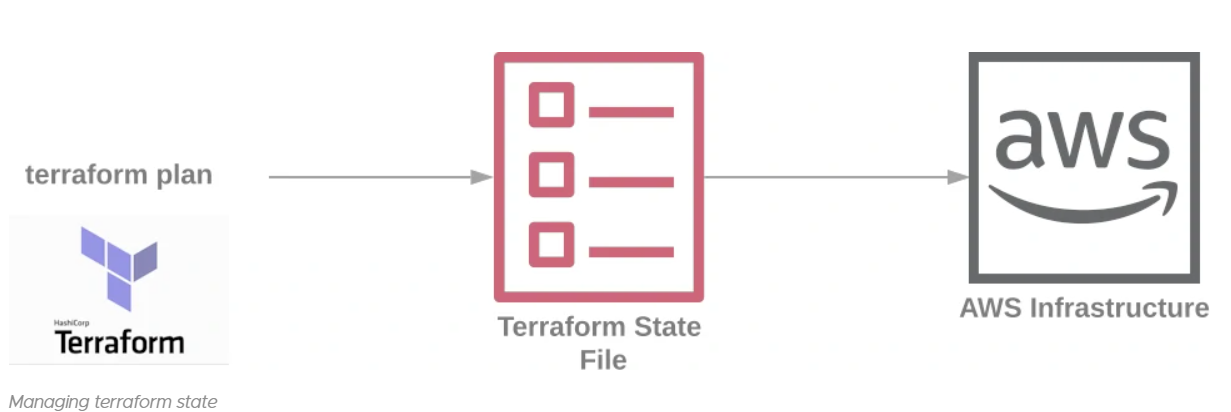 terraform plan
HashiCorp
Terraform
Terraform State
File
aws
AWS Infrastructure
Managing terraform state